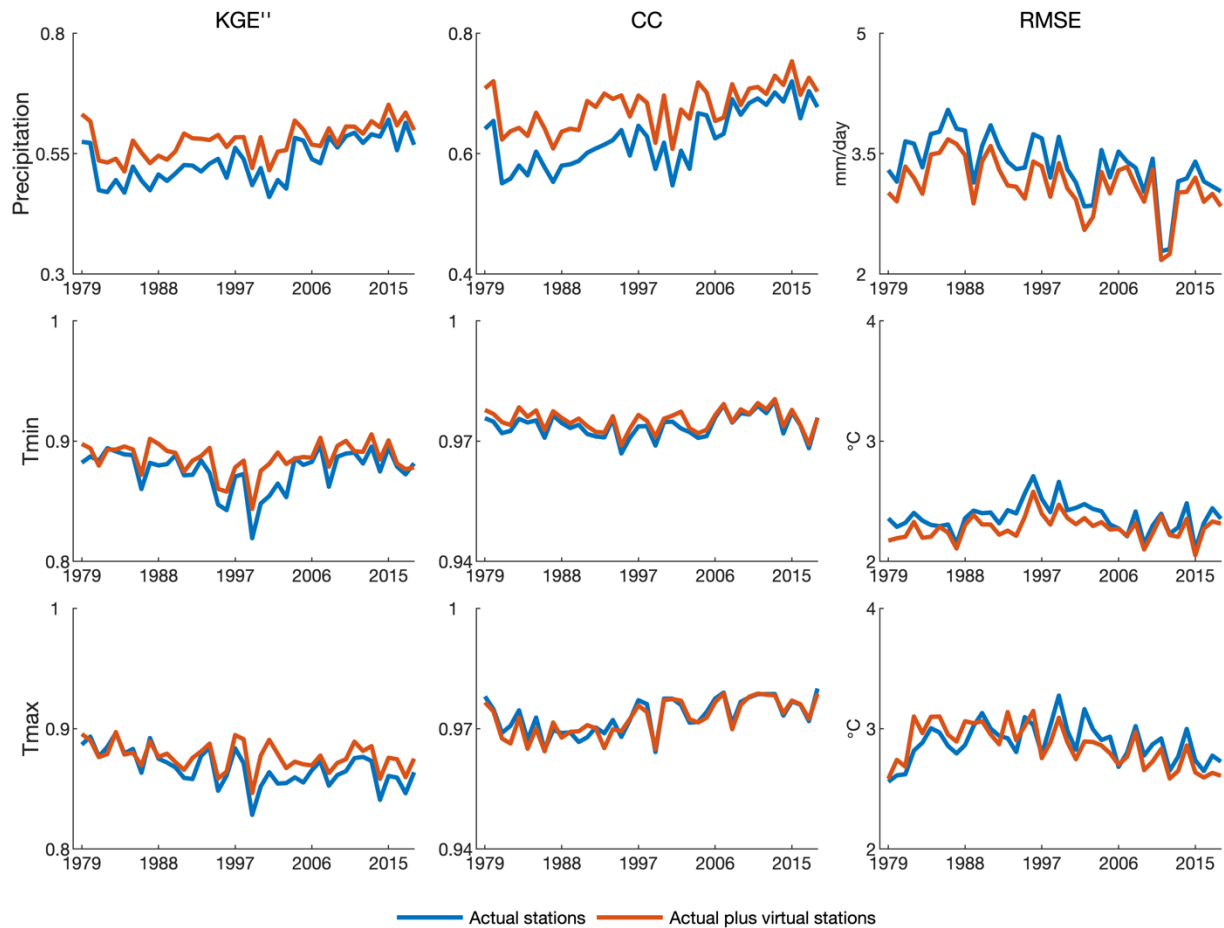 KGE'' CC RMSE
0.8 0.8 5
Precipitation 0.55 0.6 mm/day 3.5
0.3 0.4 2
1979 1988 1997 2006 2015 1979 1988 1997 2006 2015 1979 1988 1997 2006 2015
1 1 4
Tmin 0.9 0.97 °C 3
0.8 0.94 2
1979 1988 1997 2006 2015 1979 1988 1997 2006 2015 1979 1988 1997 2006 2015
1 1 4
Tmax 0.9 0.97 °C 3
0.8 0.94 2
1979 1988 1997 2006 2015 1979 1988 1997 2006 2015 1979 1988 1997 2006 2015
Actual stations Actual plus virtual stations